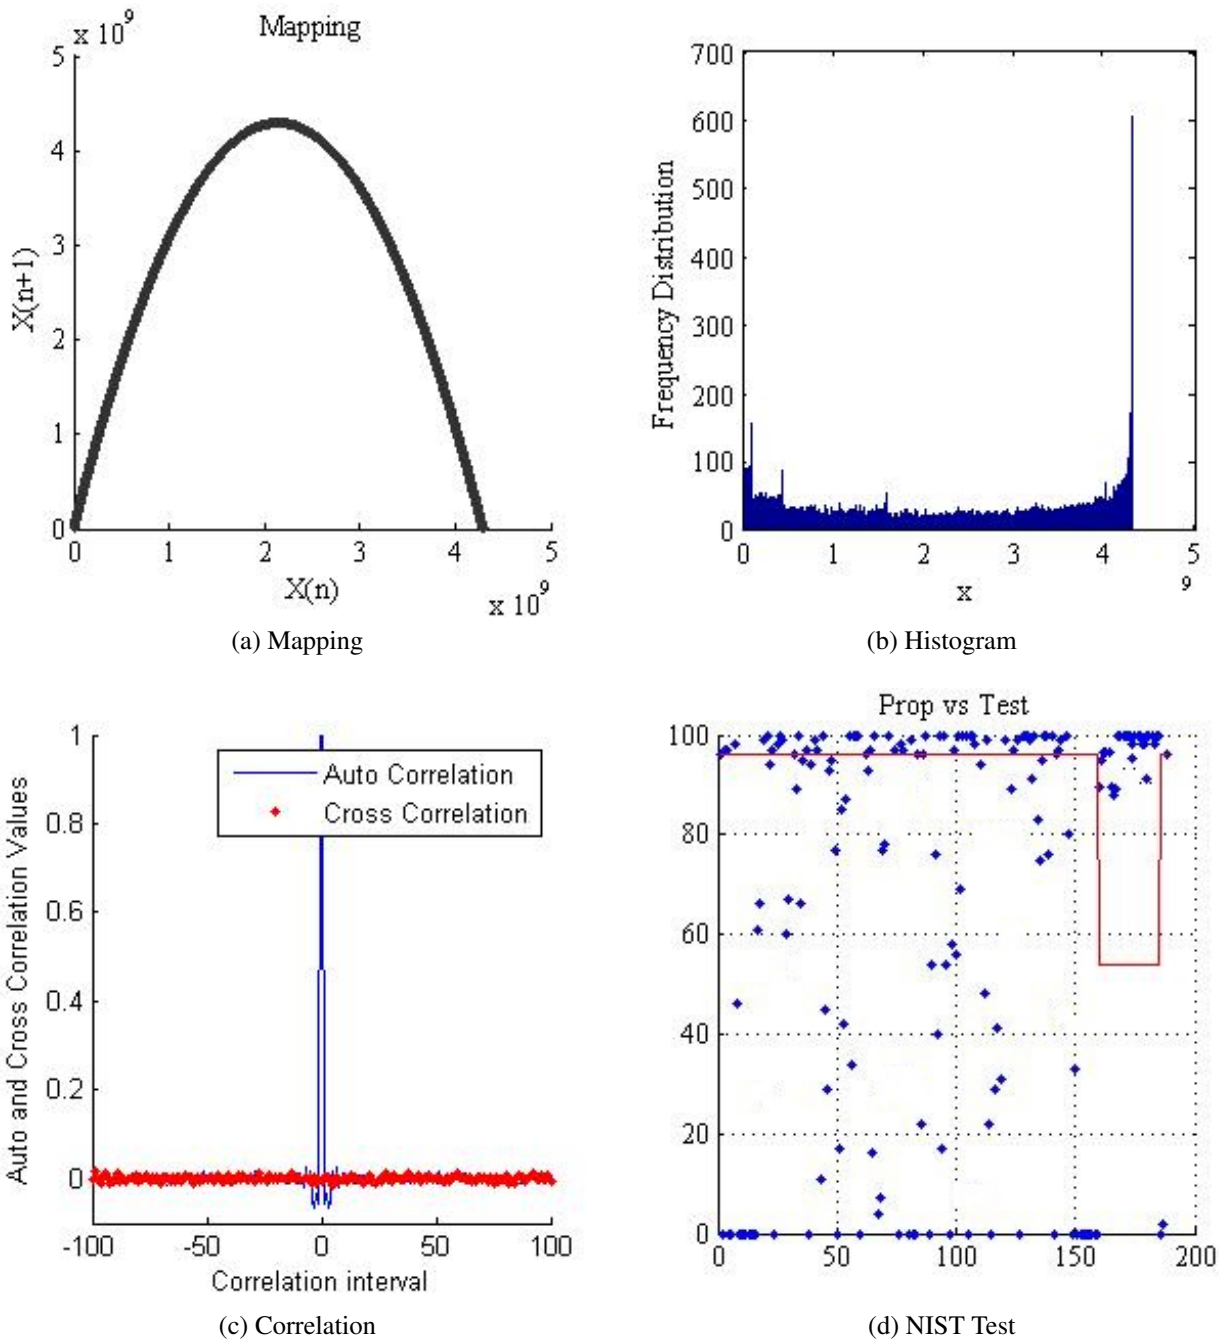 Mapping
x 10^9
5
4
3
2
1
0
X(n+1)
0 1 2 3 4 5
X(n)
x 10^9
(a) Mapping
700
600
500
400
300
200
100
0
Frequency Distribution
0 1 2 3 4 5
x
9
(b) Histogram
1
0.8
0.6
0.4
0.2
0
Auto and Cross Correlation Values
Auto Correlation
Cross Correlation
-100 -50 0 50 100
Correlation interval
(c) Correlation
Prop vs Test
100
80
60
40
20
0
0 50 100 150 200
(d) NIST Test